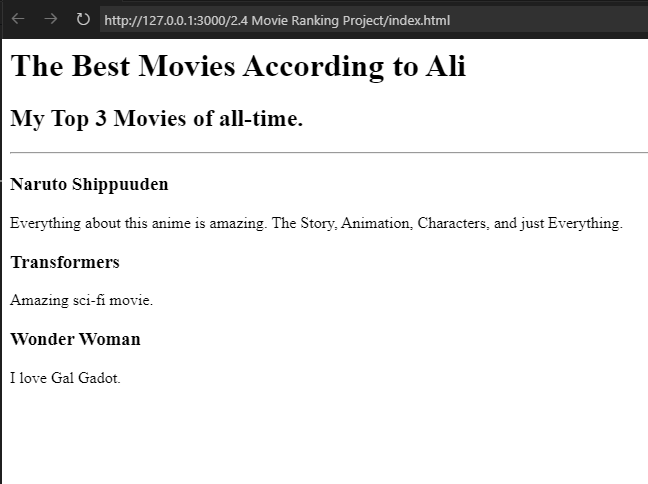 http://127.0.0.1:3000/2.4 Movie Ranking Project/index.html
The Best Movies According to Ali
My Top 3 Movies of all-time.
Naruto Shippuuden
Everything about this anime is amazing. The Story, Animation, Characters, and just Everything.
Transformers
Amazing sci-fi movie.
Wonder Woman
I love Gal Gadot.